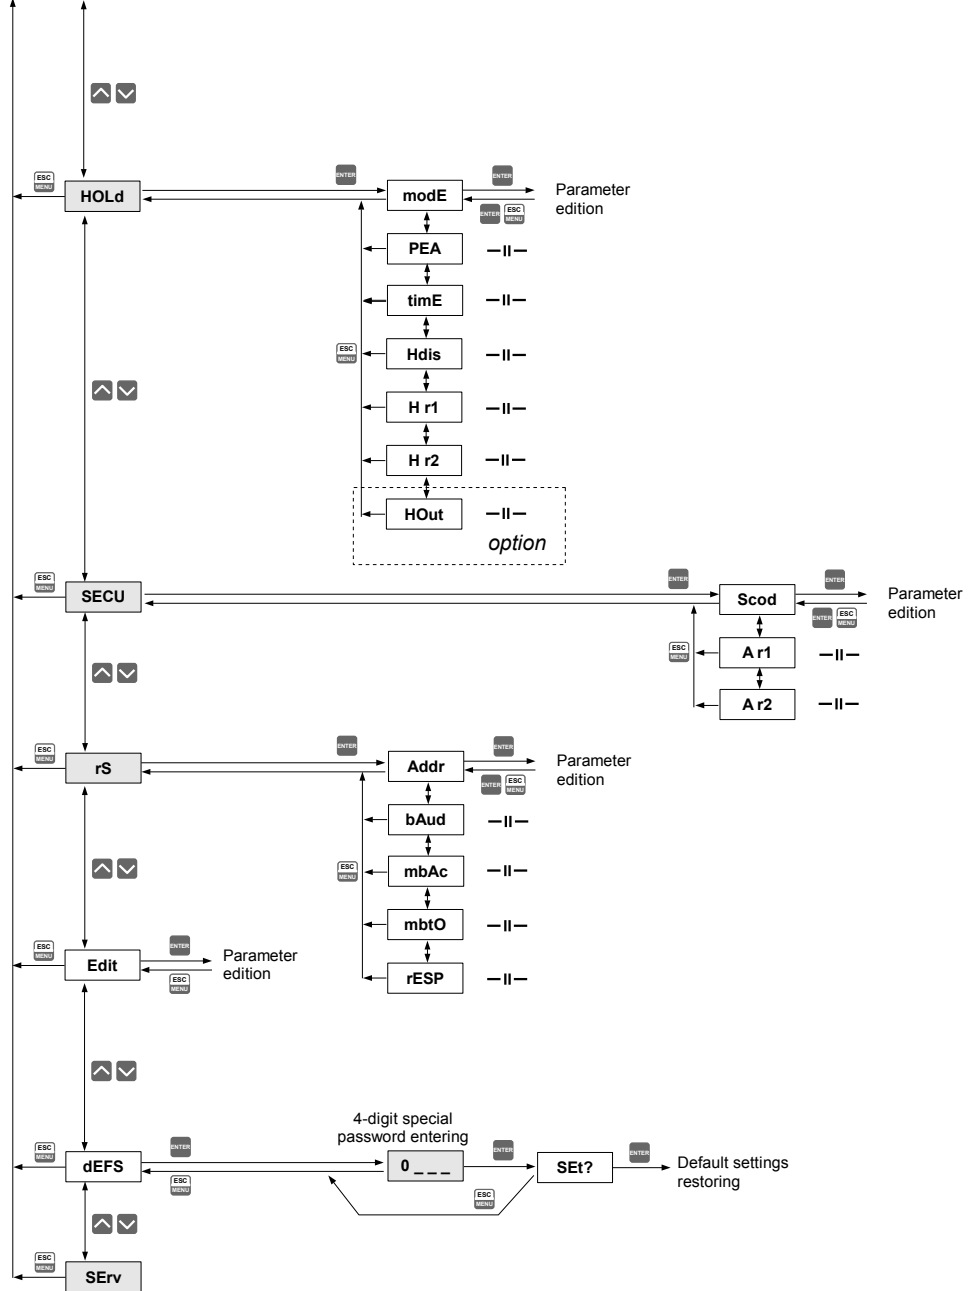 ESC
MENU
HOLd
ENTER
modE
ENTER
ENTER
ESC
MENU
Parameter
edition
PEA
—II—
timE
—II—
ESC
MENU
Hdis
—II—
H r1
—II—
H r2
—II—
HOut
—II—
option
ESC
MENU
SECU
ENTER
Scod
ENTER
ENTER
ESC
MENU
Parameter
edition
ESC
MENU
A r1
—II—
A r2
—II—
ESC
MENU
rS
ENTER
Addr
ENTER
ENTER
ESC
MENU
Parameter
edition
bAud
—II—
ESC
MENU
mbAc
—II—
mbtO
—II—
rESP
—II—
ESC
MENU
Edit
ENTER
ESC
MENU
Parameter
edition
4-digit special
password entering
ESC
MENU
dEFS
ENTER
ESC
MENU
0 _ _ _
ENTER
ESC
MENU
SEt?
ENTER
Default settings
restoring
ESC
MENU
SErv